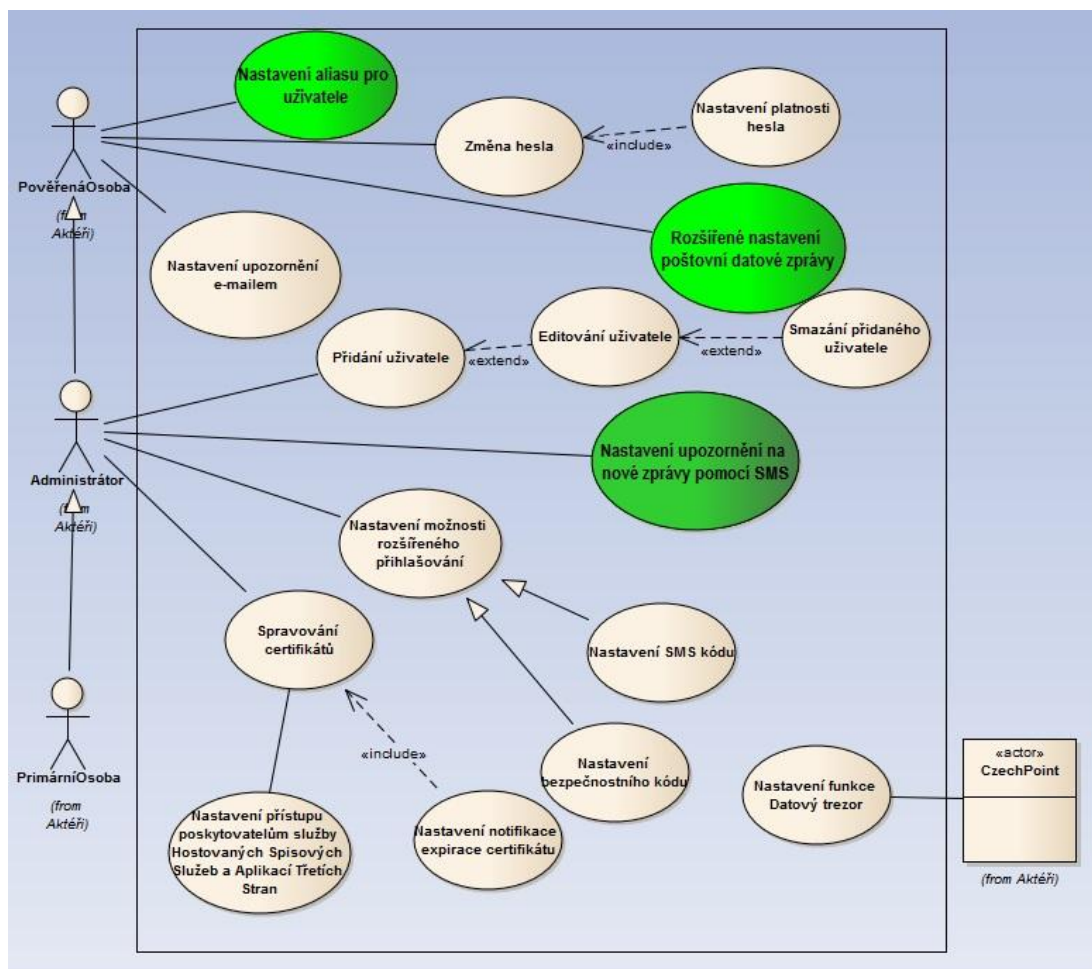 Nastavení aliasu pro
uživatele
Nastavení platnosti
hesla
Změna hesla
«include»
PověřenáOsoba
(from
Aktéři)
Rozšířené nastavení
poštovní datové zprávy
Nastavení upozornění
e-mailem
Přidání uživatele
«extend»
Editování uživatele
«extend»
Smazání přidaného
uživatele
Administrátor
(from
Aktéři)
Nastavení upozornění na
nové zprávy pomocí SMS
Nastavení možnosti
rozšířeného
přihlašování
Spravování
certifikátů
Nastavení SMS kódu
PrimárníOsoba
(from
Aktéři)
«include»
Nastavení
bezpečnostního kódu
Nastavení funkce
Datový trezor
«actor»
CzechPoint
(from Aktéři)
Nastavení přístupu
poskytovatelům služby
Hostovaných Spisových
Služeb a Aplikací Třetích
Stran
Nastavení notifikace
expirace certifikátu